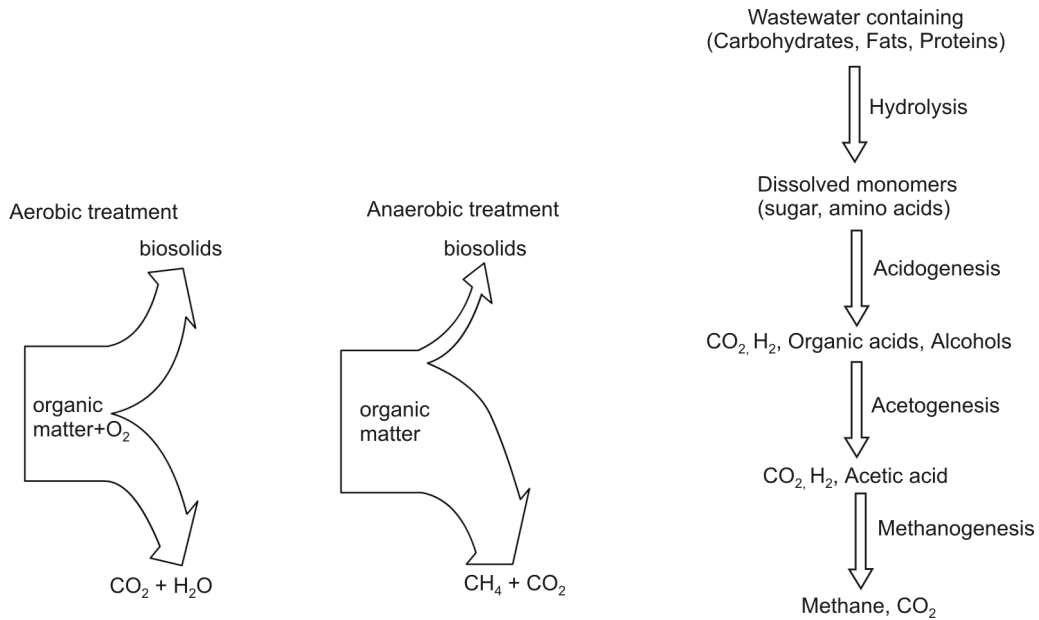 Aerobic treatment
biosolids
organic
matter+O₂
CO₂ + H₂O
Anaerobic treatment
biosolids
organic
matter
CH₄ + CO₂
Wastewater containing
(Carbohydrates, Fats, Proteins)
Hydrolysis
Dissolved monomers
(sugar, amino acids)
Acidogenesis
CO₂, H₂, Organic acids, Alcohols
Acetogenesis
CO₂, H₂, Acetic acid
Methanogenesis
Methane, CO₂